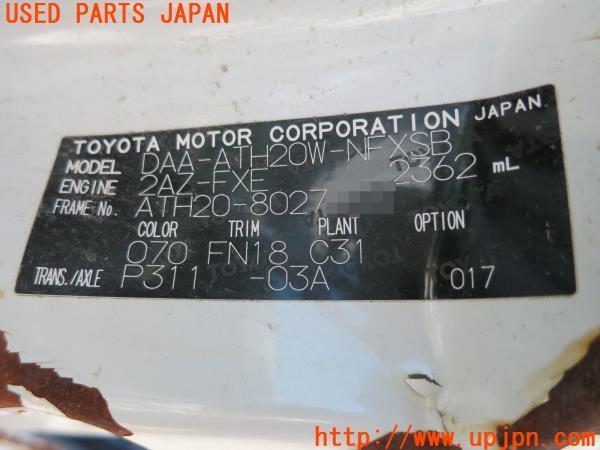 USED PARTS JAPAN
TOYOTA MOTOR CORPORATION JAPAN
MODEL DAA-ATH20W-NFXSB
ENGINE 2AZ-FXE 2362 mL
FRAME No. ATH20-8027
COLOR TRIM PLANT OPTION
070 FN18 C31
TRANS./AXLE P311 -03A 017
http://www.upjpn.com